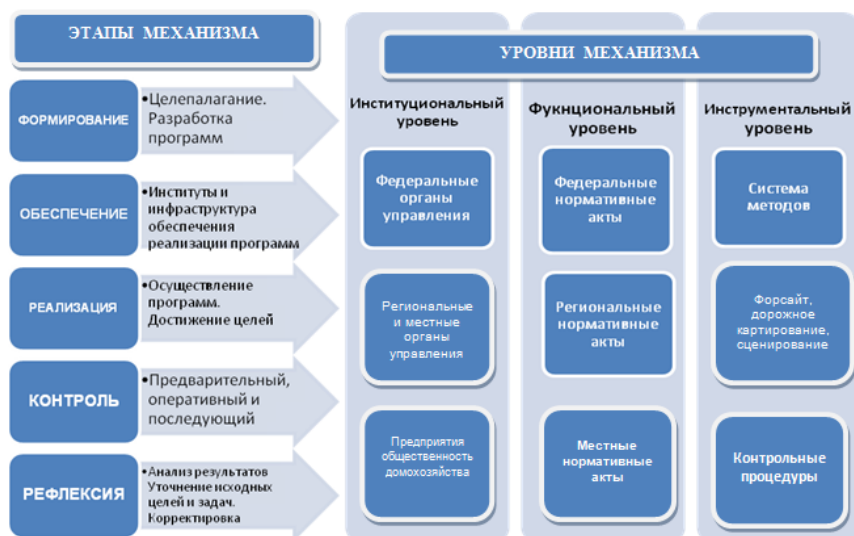 ЭТАПЫ МЕХАНИЗМА
ФОРМИРОВАНИЕ
•Целепалагание.
Разработка
программ
ОБЕСПЕЧЕНИЕ
•Институты и
инфраструктура
обеспечения
реализации программ
РЕАЛИЗАЦИЯ
•Осуществление
программ.
Достижение целей
КОНТРОЛЬ
•Предварительный,
оперативный и
последующий
РЕФЛЕКСИЯ
•Анализ результатов
Уточнение исходных
целей и задач.
Корректировка
УРОВНИ МЕХАНИЗМА
Институциональный
уровень
Федеральные
органы
управления
Региональные
и местные
органы
управления
Предприятия
общественность
домохозяйства
Фукнциональный
уровень
Федеральные
нормативные
акты
Региональные
нормативные
акты
Местные
нормативные
акты
Инструментальный
уровень
Система
методов
Форсайт,
дорожное
картирование,
сценирование
Контрольные
процедуры